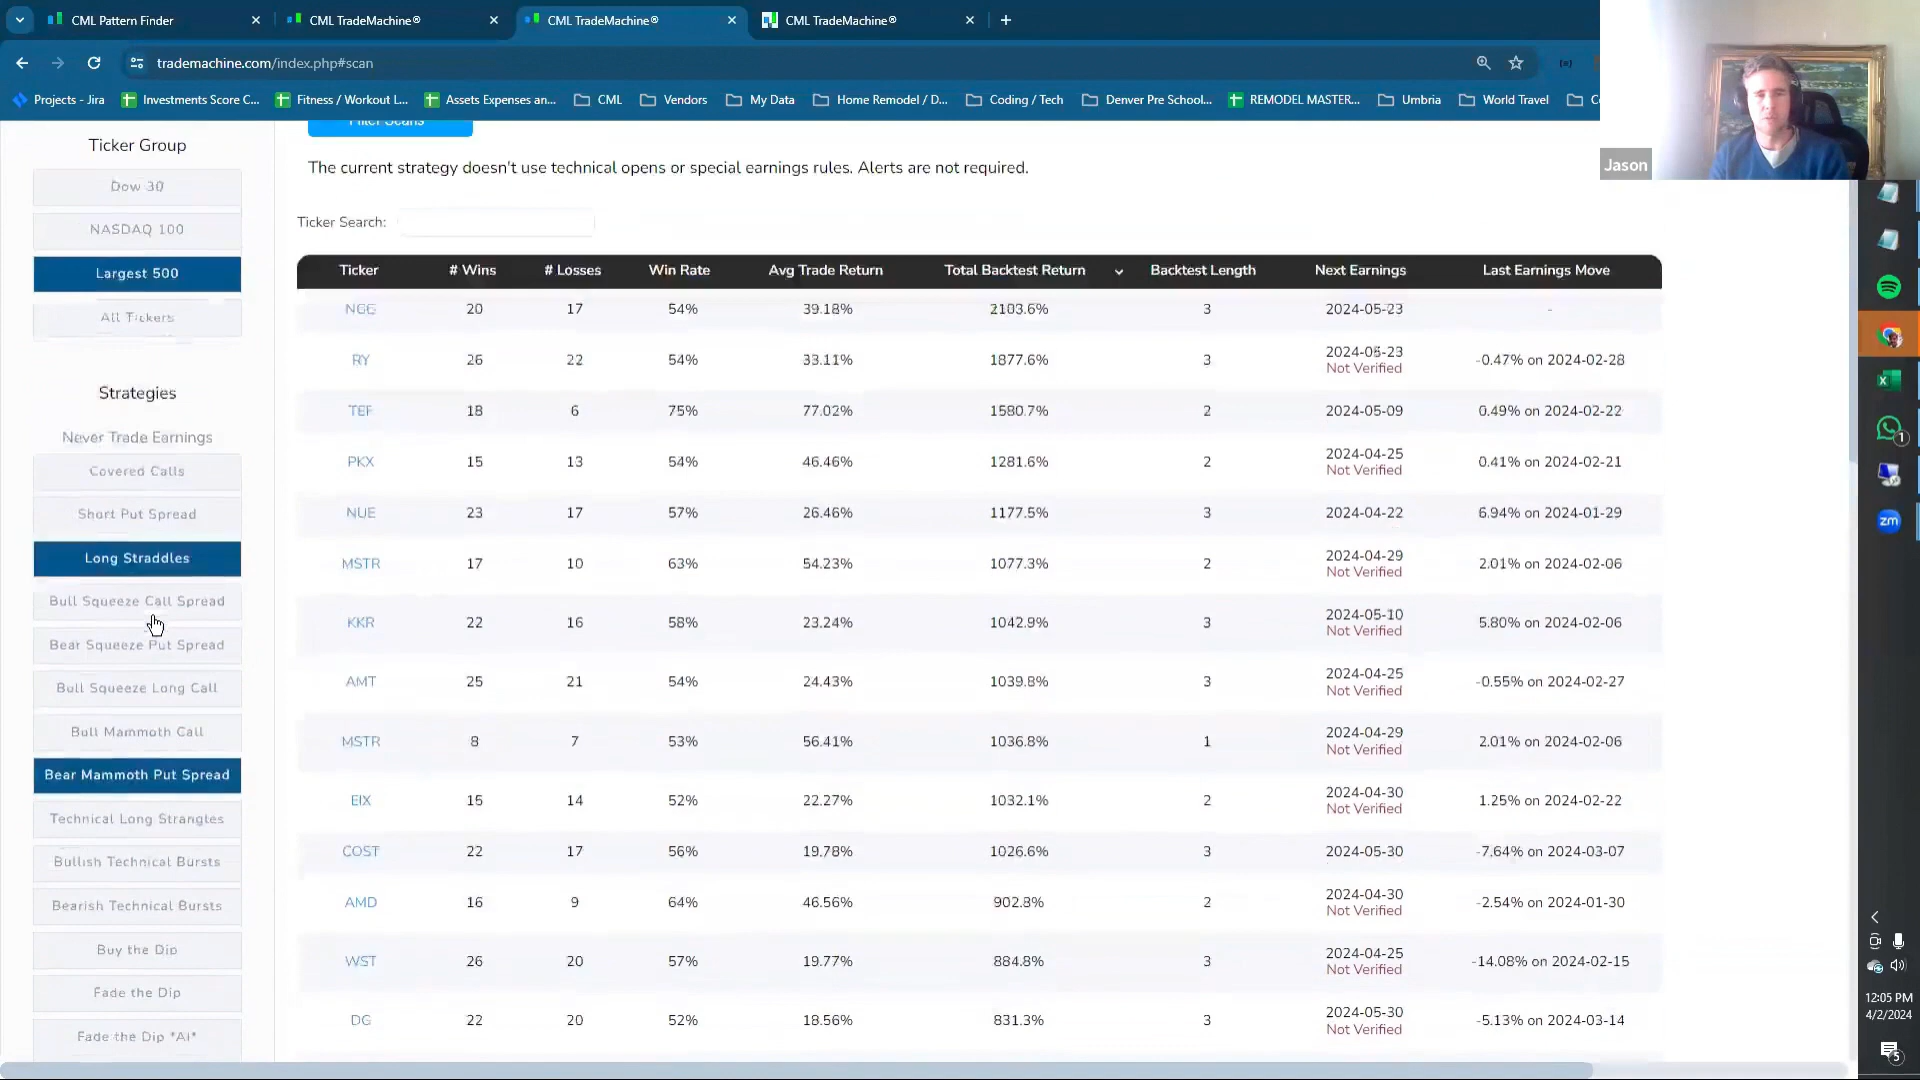 CML Pattern Finder
CML TradeMachine®
CML TradeMachine®
CML TradeMachine®
trademachine.com/index.php#scan
Projects - Jira
Investments Score C...
Fitness / Workout L...
Assets Expenses an...
CML
Vendors
My Data
Home Remodel / D...
Coding / Tech
Denver Pre School...
REMODEL MASTER...
Umbria
World Travel
Jason
Ticker Group
Dow 30
NASDAQ 100
Largest 500
All Tickers
Strategies
Never Trade Earnings
Covered Calls
Short Put Spread
Long Straddles
Bull Squeeze Call Spread
Bear Squeeze Put Spread
Bull Squeeze Long Call
Bull Mammoth Call
Bear Mammoth Put Spread
Technical Long Strangles
Bullish Technical Bursts
Bearish Technical Bursts
Buy the Dip
Fade the Dip
Fade the Dip *AI*
Filter Scans
The current strategy doesn't use technical opens or special earnings rules. Alerts are not required.
Ticker Search:
Ticker # Wins # Losses Win Rate Avg Trade Return Total Backtest Return Backtest Length Next Earnings Last Earnings Move
20 17 54% 39.18% 2103.6% 3 2024-05-23 -
RY 26 22 54% 33.11% 1877.6% 3 2024-05-23 Not Verified -0.47% on 2024-02-28
TEF 18 6 75% 77.02% 1580.7% 2 2024-05-09 0.49% on 2024-02-22
PKX 15 13 54% 46.46% 1281.6% 2 2024-04-25 Not Verified 0.41% on 2024-02-21
NUE 23 17 57% 26.46% 1177.5% 3 2024-04-22 6.94% on 2024-01-29
MSTR 17 10 63% 54.23% 1077.3% 2 2024-04-29 Not Verified 2.01% on 2024-02-06
KKR 22 16 58% 23.24% 1042.9% 3 2024-05-10 Not Verified 5.80% on 2024-02-06
AMT 25 21 54% 24.43% 1039.8% 3 2024-04-25 Not Verified -0.55% on 2024-02-27
MSTR 8 7 53% 56.41% 1036.8% 1 2024-04-29 Not Verified 2.01% on 2024-02-06
EIX 15 14 52% 22.27% 1032.1% 2 2024-04-30 Not Verified 1.25% on 2024-02-22
COST 22 17 56% 19.78% 1026.6% 3 2024-05-30 -7.64% on 2024-03-07
AMD 16 9 64% 46.56% 902.8% 2 2024-04-30 Not Verified -2.54% on 2024-01-30
WST 26 20 57% 19.77% 884.8% 3 2024-04-25 Not Verified -14.08% on 2024-02-15
DG 22 20 52% 18.56% 831.3% 3 2024-05-30 Not Verified -5.13% on 2024-03-14
1
zm
12:05 PM
4/2/2024
5